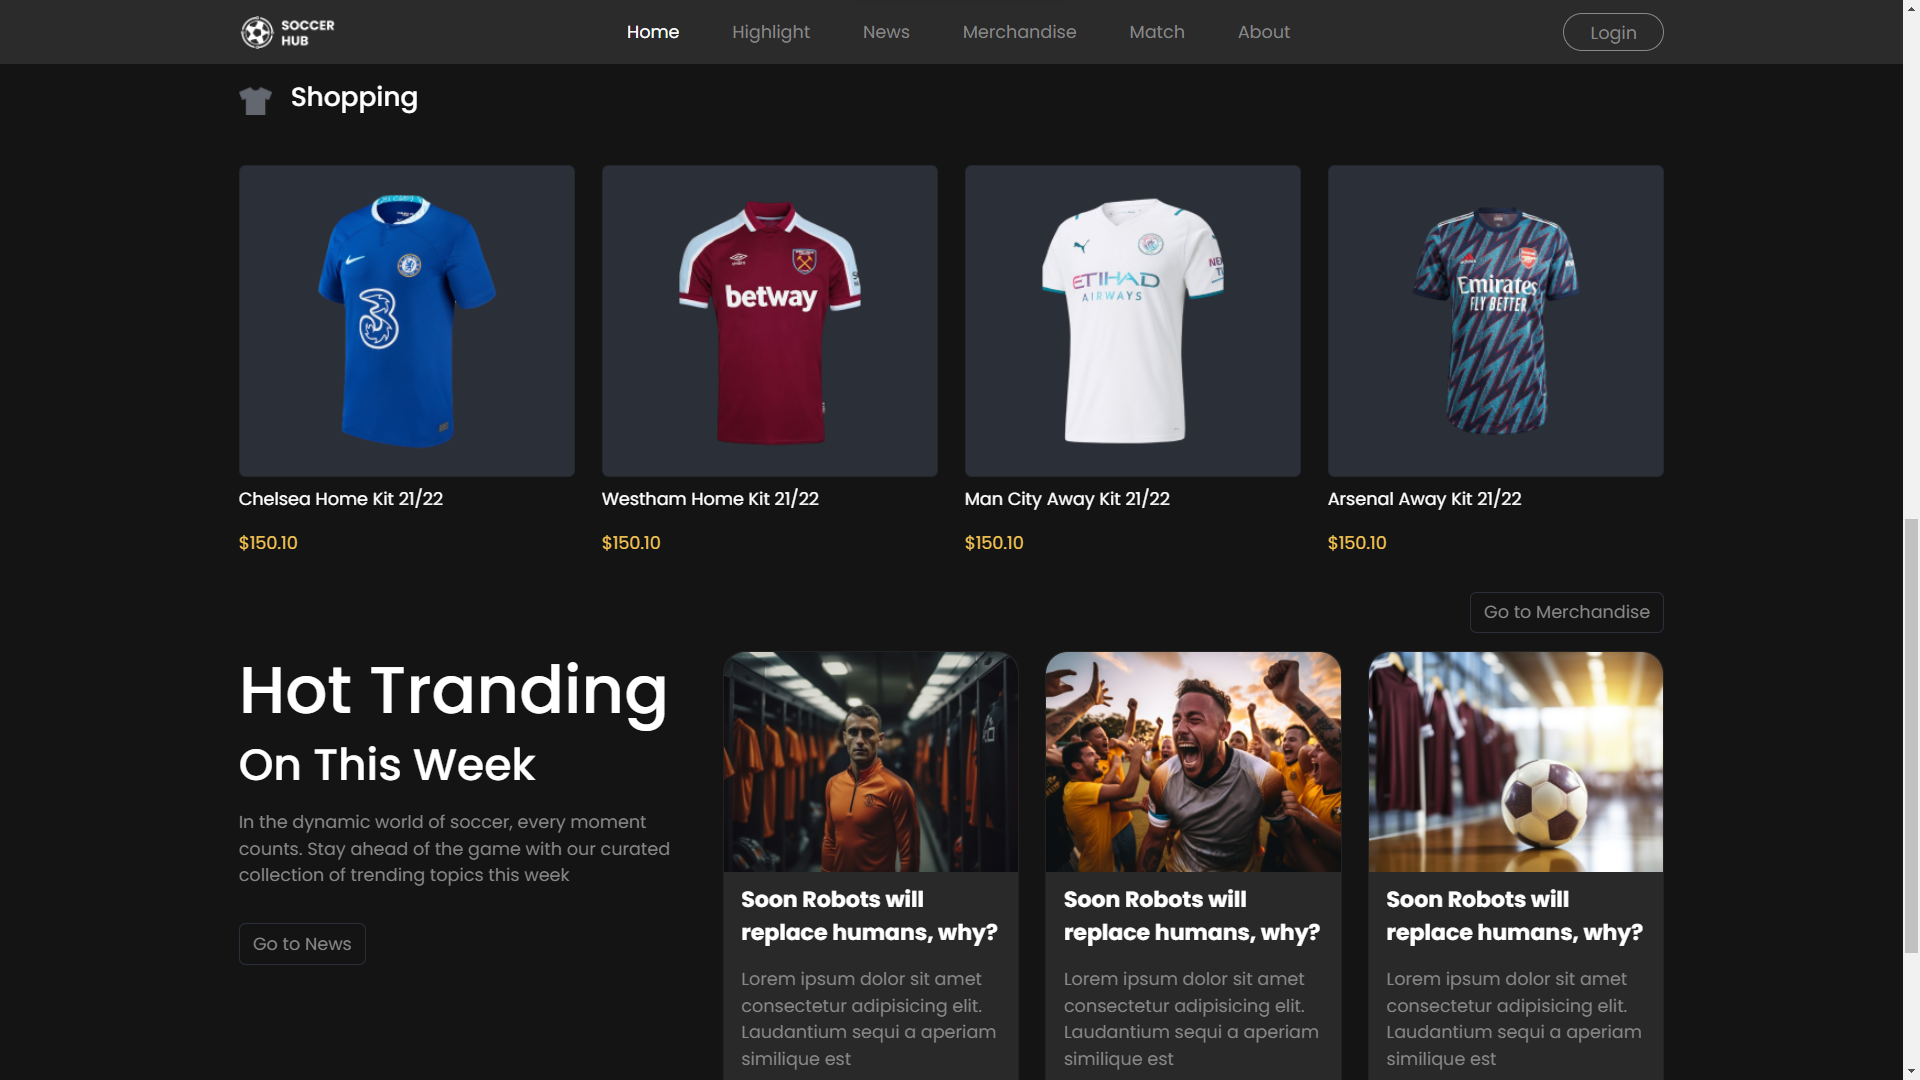 SOCCER
HUB
Home
Highlight
News
Merchandise
Match
About
Login
Shopping
3
betway
ETIHAD
AIRWAYS
Emirates
FLY BETTER
Chelsea Home Kit 21/22
Westham Home Kit 21/22
Man City Away Kit 21/22
Arsenal Away Kit 21/22
$150.10
$150.10
$150.10
$150.10
Go to Merchandise
Hot Tranding
On This Week
In the dynamic world of soccer, every moment
counts. Stay ahead of the game with our curated
collection of trending topics this week
Go to News
Soon Robots will
replace humans, why?
Lorem ipsum dolor sit amet
consectetur adipisicing elit.
Laudantium sequi a aperiam
similique est
Soon Robots will
replace humans, why?
Lorem ipsum dolor sit amet
consectetur adipisicing elit.
Laudantium sequi a aperiam
similique est
Soon Robots will
replace humans, why?
Lorem ipsum dolor sit amet
consectetur adipisicing elit.
Laudantium sequi a aperiam
similique est